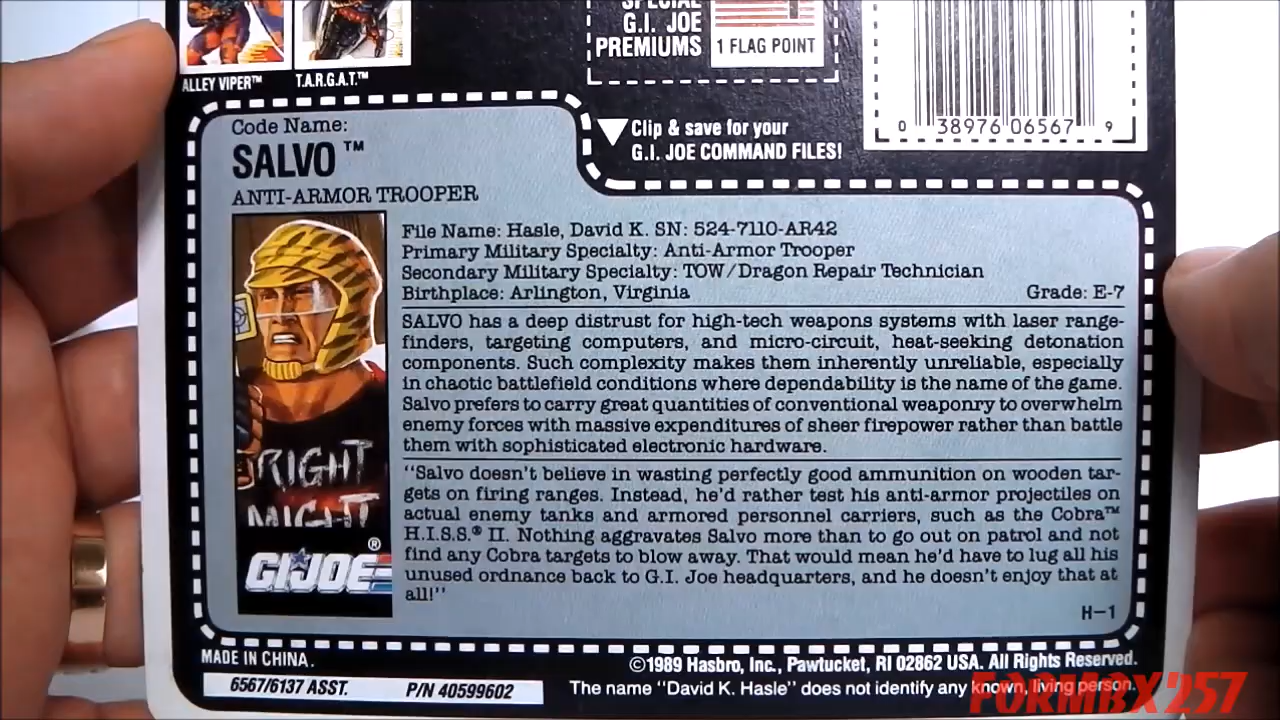 SPECIAL
G.I. JOE
PREMIUMS
1 FLAG POINT
ALLEY VIPER™
T.A.R.G.A.T.™
0 38976 06567 9
Clip & save for your
G.I. JOE COMMAND FILES!
Code Name:
SALVO™
ANTI-ARMOR TROOPER
File Name: Hasle, David K. SN: 524-7110-AR42
Primary Military Specialty: Anti-Armor Trooper
Secondary Military Specialty: TOW/Dragon Repair Technician
Birthplace: Arlington, Virginia Grade: E-7
SALVO has a deep distrust for high-tech weapons systems with laser range-
finders, targeting computers, and micro-circuit, heat-seeking detonation
components. Such complexity makes them inherently unreliable, especially
in chaotic battlefield conditions where dependability is the name of the game.
Salvo prefers to carry great quantities of conventional weaponry to overwhelm
enemy forces with massive expenditures of sheer firepower rather than battle
them with sophisticated electronic hardware.
"Salvo doesn't believe in wasting perfectly good ammunition on wooden tar-
gets on firing ranges. Instead, he'd rather test his anti-armor projectiles on
actual enemy tanks and armored personnel carriers, such as the Cobra™
H.I.S.S.® II. Nothing aggravates Salvo more than to go out on patrol and not
find any Cobra targets to blow away. That would mean he'd have to lug all his
unused ordnance back to G.I. Joe headquarters, and he doesn't enjoy that at
all!"
H-1
RIGHT
MIGHT
GI JOE®
MADE IN CHINA.
©1989 Hasbro, Inc., Pawtucket, RI 02862 USA. All Rights Reserved.
6567/6137 ASST. P/N 40599602
The name "David K. Hasle" does not identify any known, living person.
FORMBX257